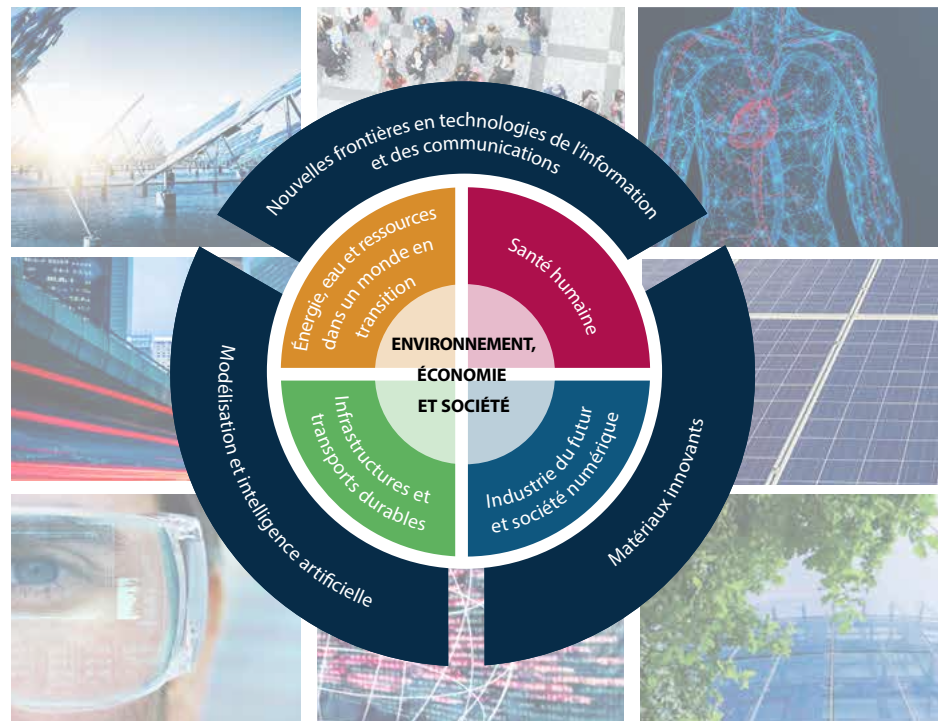 Nouvelles frontières en technologies de l'information
et des communications
Énergie, eau et ressources
dans un monde en
transition
Santé humaine
ENVIRONNEMENT,
ÉCONOMIE
ET SOCIÉTÉ
Infrastructures et
transports durables
Industrie du futur
et société numérique
Modélisation et intelligence artificielle
Matériaux innovants